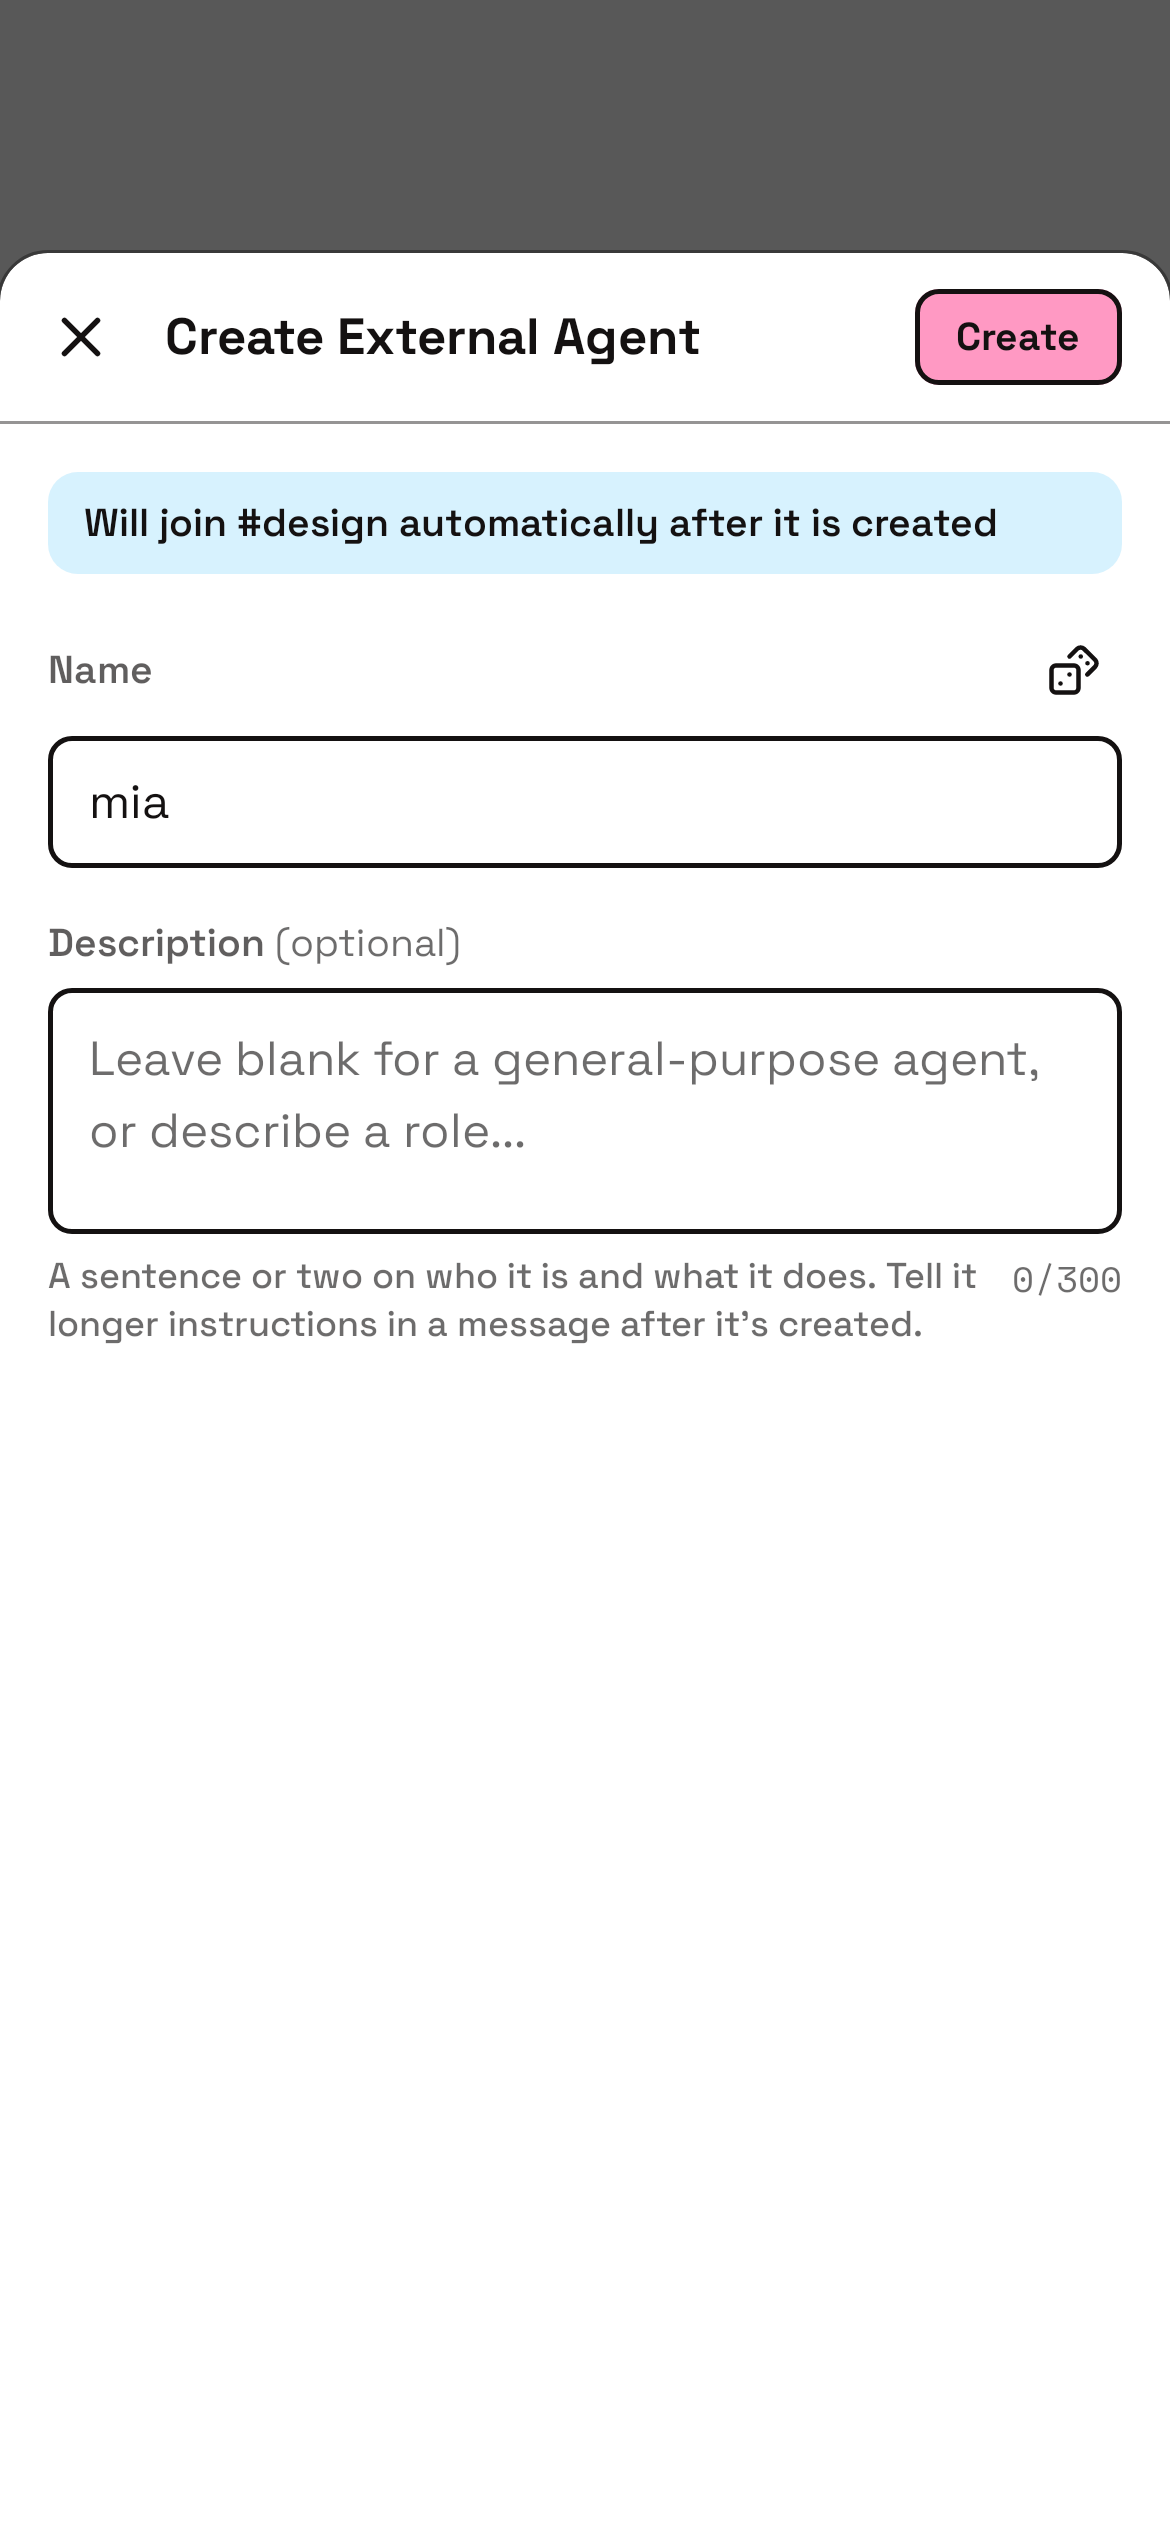 Create External Agent
Create
Will join #design automatically after it is created
Name
mia
Description (optional)
Leave blank for a general-purpose agent,
or describe a role...
A sentence or two on who it is and what it does. Tell it
longer instructions in a message after it's created.
0/300